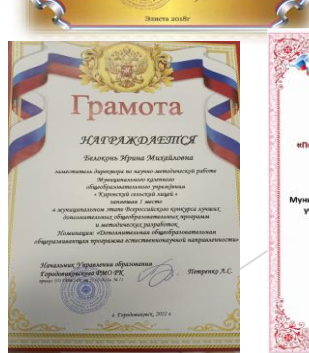 Элиста 2018г
Грамота
НАГРАЖДАЕТСЯ
Белоконь Ирина Михайловна
заместитель директора по научно-методической работе
Муниципального казенного
общеобразовательного учреждения
« Кировский сельский лицей »
занявшая место
в муниципальном этапе Всероссийского конкурса лучших
дополнительных общеобразовательных программ
и методических разработок
Номинация: «Дополнительная общеобразовательная
общеразвивающая программа естественнонаучной направленности»
Начальник Управления образования
Городовиковского РМО РК
Потренко А.С.
г. Городовиковск, 2021 г.
«П
Муни
у